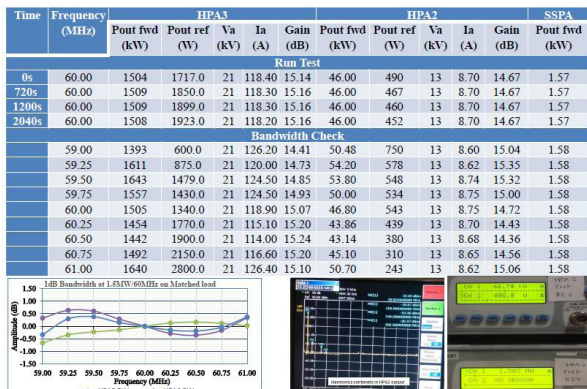 Time Frequency (MHz) HPA3 HPA2 SSPA
Pout fwd (kW) Pout ref (W) Va (kV) Ia (A) Gain (dB) Pout fwd (kW) Pout ref (W) Va (kV) Ia (A) Gain (dB) Pout fwd (kW)
Run Test
0s 60.00 1504 1717.0 21 118.40 15.14 46.00 490 13 8.70 14.67 1.57
720s 60.00 1509 1850.0 21 118.30 15.16 46.00 467 13 8.70 14.67 1.57
1200s 60.00 1509 1899.0 21 118.30 15.16 46.00 460 13 8.70 14.67 1.57
2040s 60.00 1508 1923.0 21 118.20 15.16 46.00 452 13 8.70 14.67 1.57
Bandwidth Check
59.00 1393 600.0 21 126.20 14.41 50.48 750 13 8.60 15.04 1.58
59.25 1611 875.0 21 120.00 14.73 54.20 578 13 8.62 15.35 1.58
59.50 1643 1479.0 21 124.50 14.85 53.80 548 13 8.74 15.32 1.58
59.75 1557 1430.0 21 124.50 14.93 50.00 534 13 8.75 15.00 1.58
60.00 1505 1340.0 21 118.90 15.07 46.80 543 13 8.75 14.72 1.58
60.25 1454 1770.0 21 115.10 15.20 43.86 439 13 8.70 14.43 1.58
60.50 1442 1900.0 21 114.00 15.24 43.14 380 13 8.68 14.36 1.58
60.75 1492 2150.0 21 116.60 15.20 45.10 310 13 8.65 14.56 1.58
61.00 1640 2800.0 21 126.40 15.10 50.70 243 13 8.62 15.06 1.58
1dB Bandwidth at 1.5MW/60MHz on Matched load
Amplitude (dB)
1.50
1.00
0.50
0.00
-0.50
-1.00
-1.50
59.00 59.25 59.50 59.75 60.00 60.25 60.50 60.75 61.00
Frequency (MHz)
Harmonics contents in HPA2 output